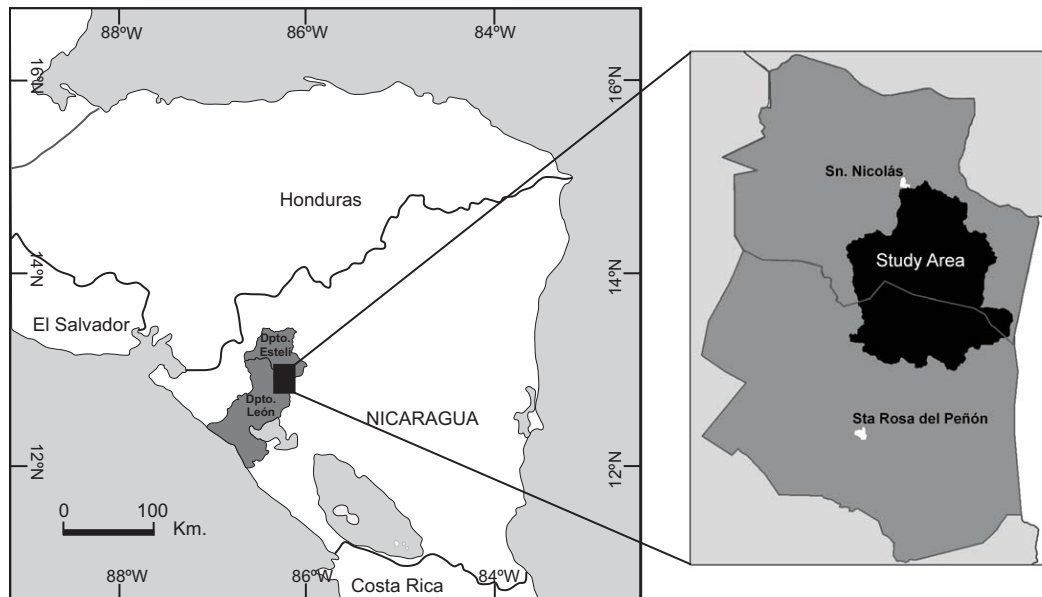 88ºW
86ºW
84ºW
16ºN
16ºN
Honduras
14ºN
14ºN
El Salvador
Dpto.
Estelí
Dpto.
León
NICARAGUA
12ºN
12ºN
0 100
Km.
88ºW
86ºW
84ºW
Costa Rica
Sn. Nicolás
Study Area
Sta Rosa del Peñón